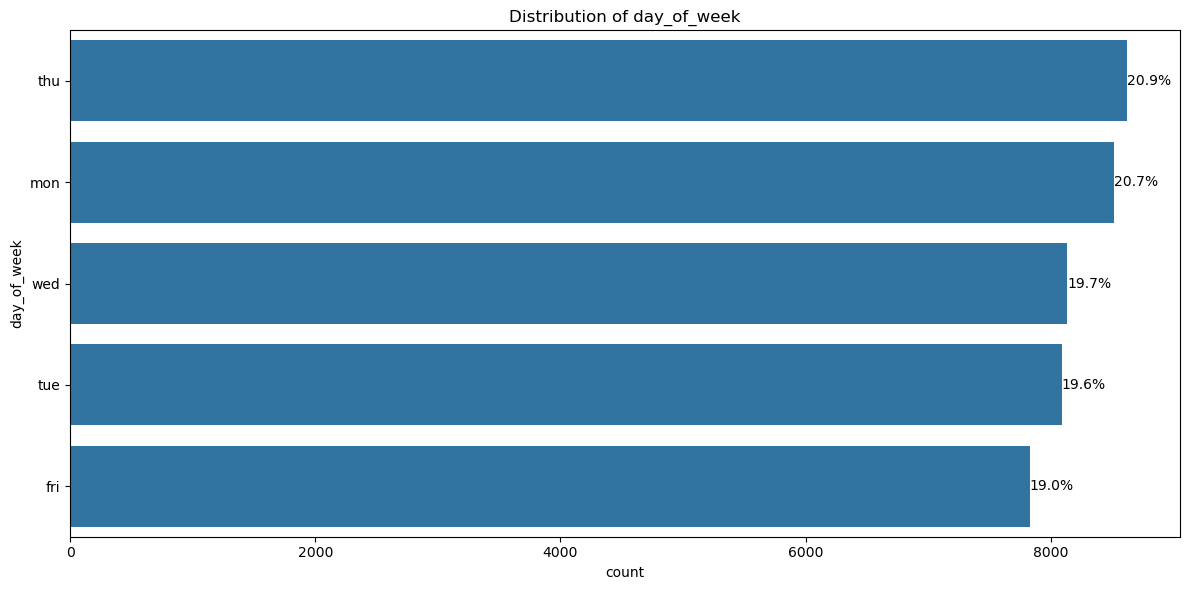 Distribution of day_of_week
day_of_week
thu 20.9%
mon 20.7%
wed 19.7%
tue 19.6%
fri 19.0%
0 2000 4000 6000 8000
count